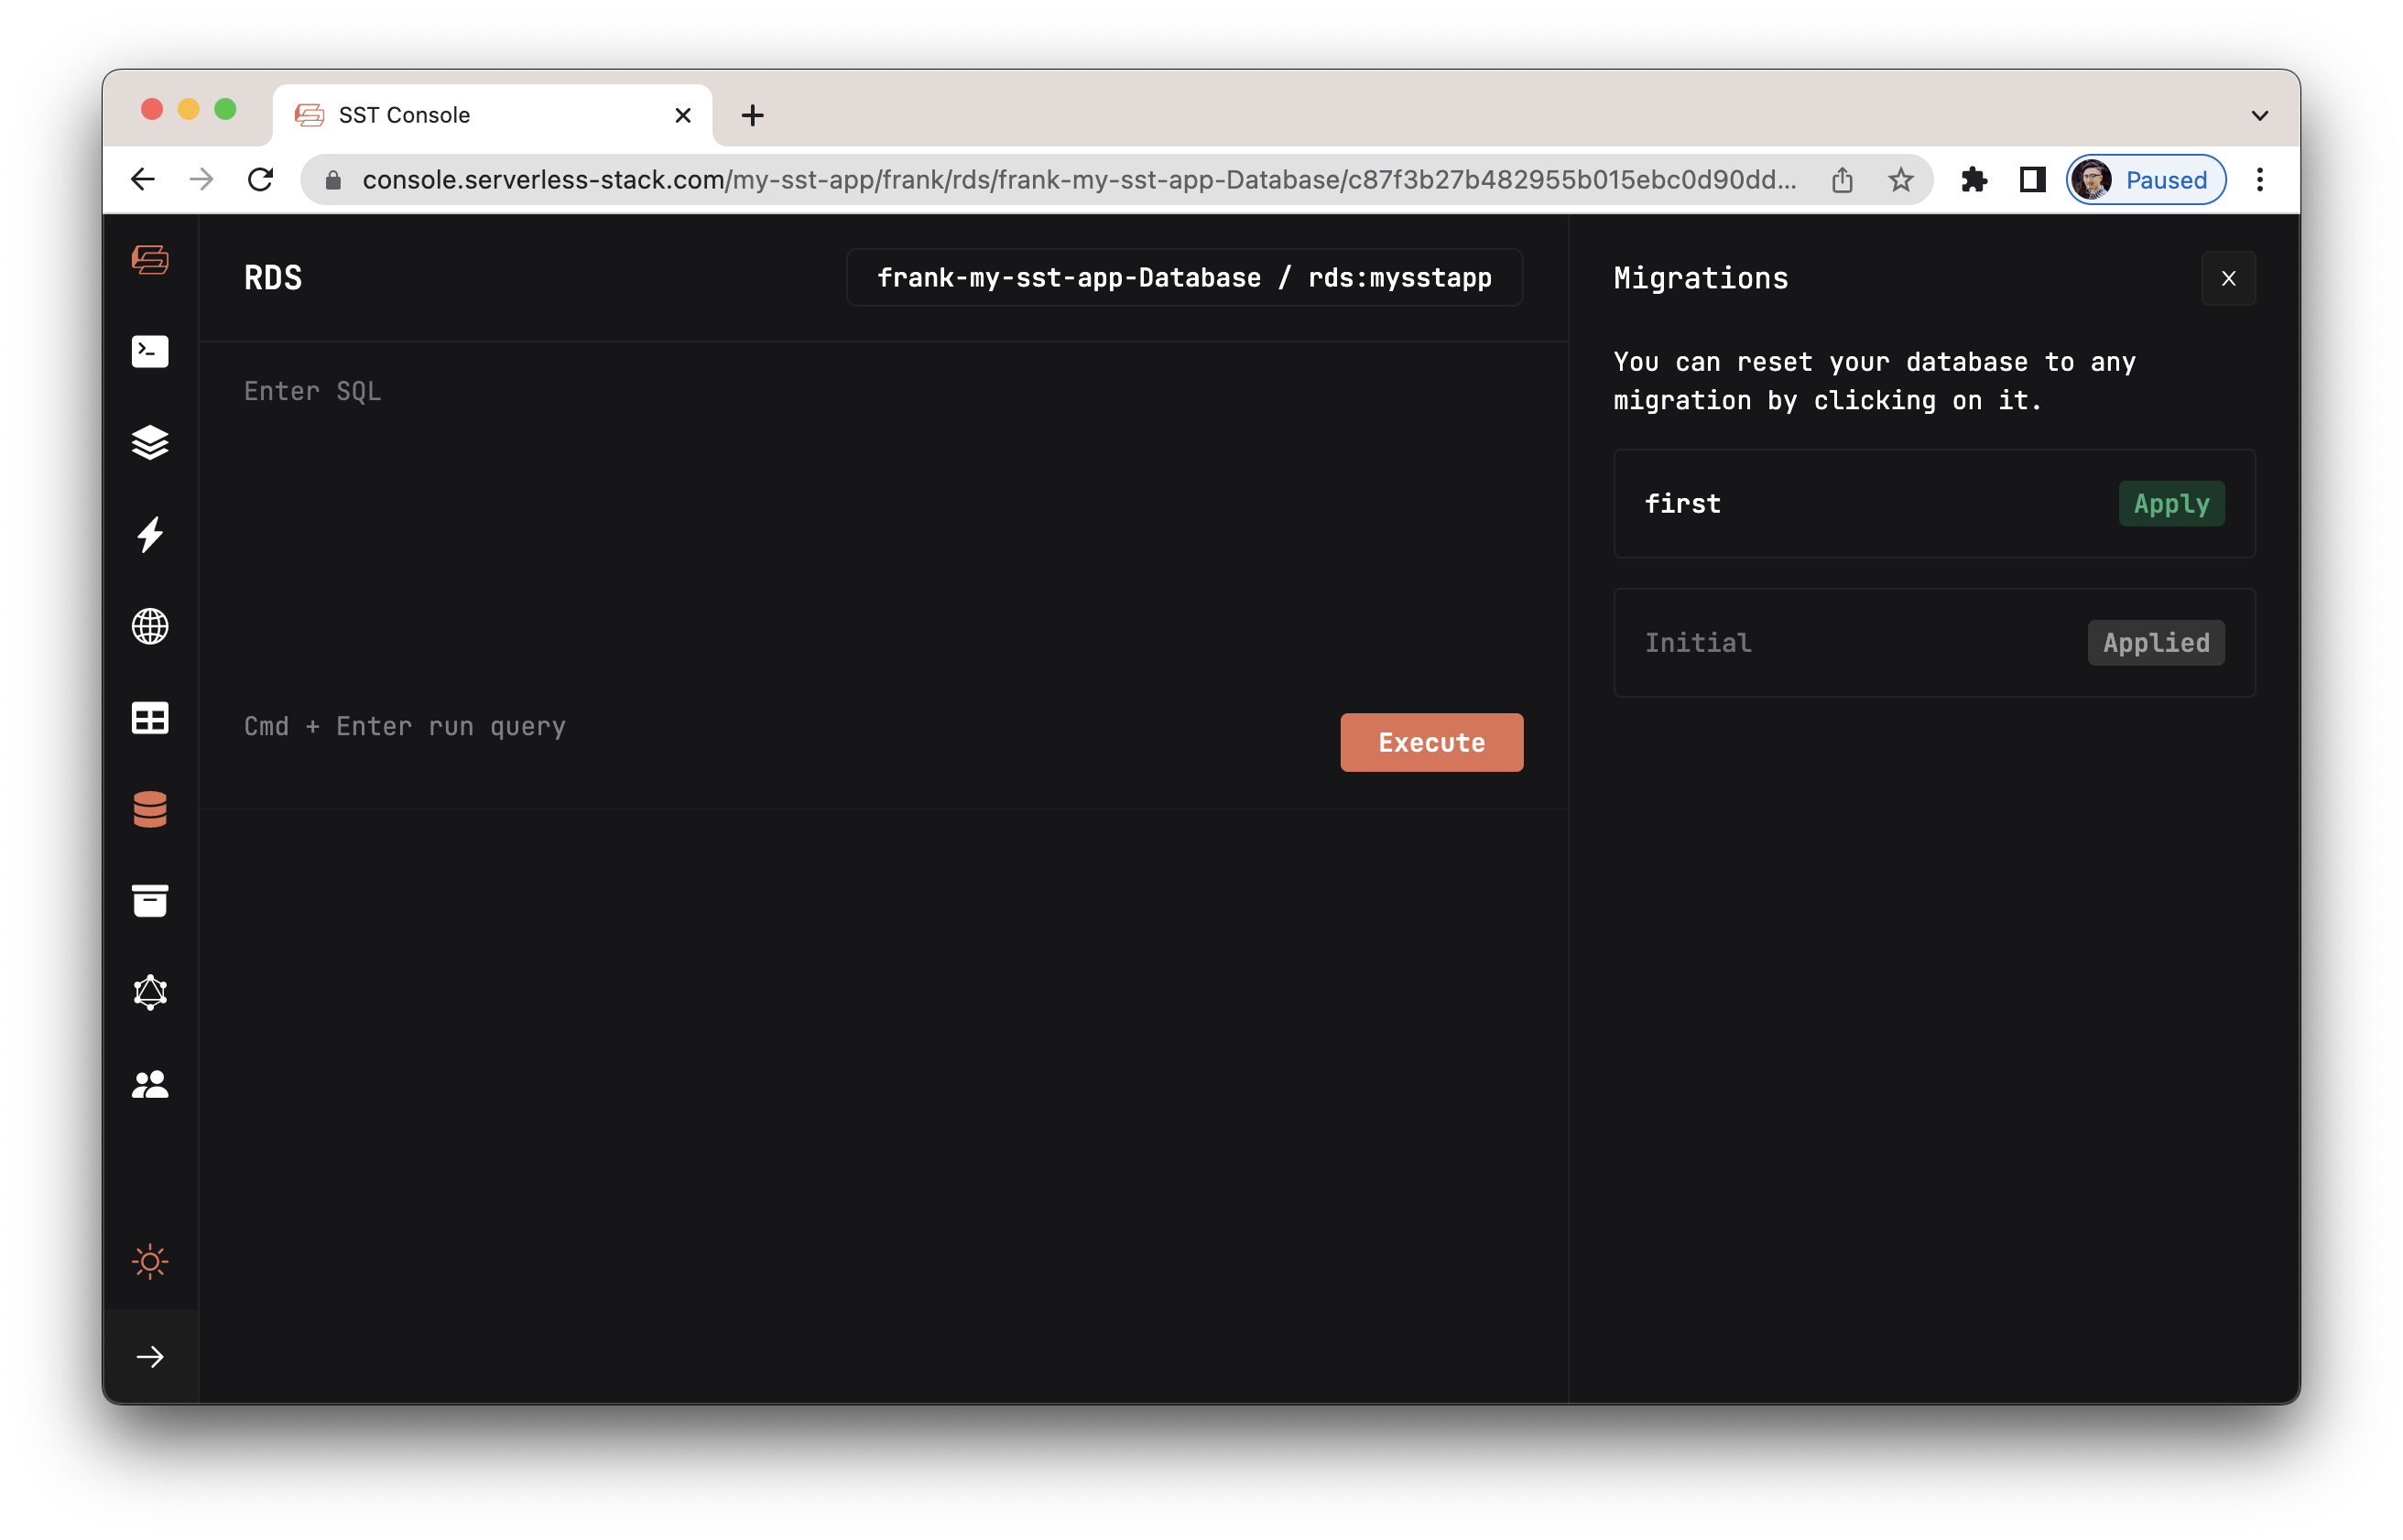 SST Console
console.serverless-stack.com/my-sst-app/frank/rds/frank-my-sst-app-Database/c87f3b27b482955b015ebc0d90dd...
Paused
RDS
frank-my-sst-app-Database / rds:mysstapp
Enter SQL
Cmd + Enter run query
Execute
Migrations
X
You can reset your database to any
migration by clicking on it.
first
Apply
Initial
Applied